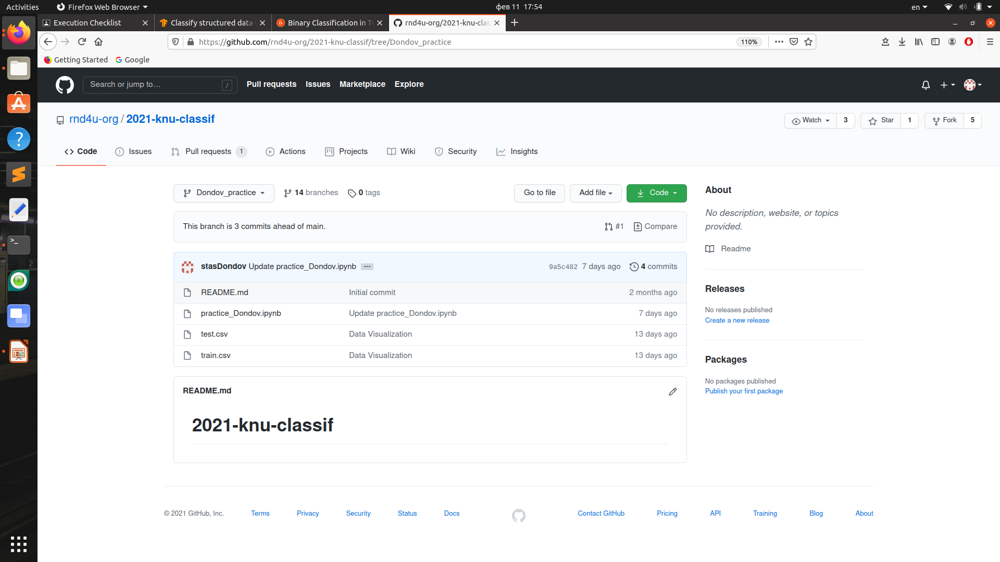 Activities Firefox Web Browser фев 11 17:54 en
Execution Checklist Classify structured data Binary Classification in Te rnd4u-org/2021-knu-clas
https://github.com/rnd4u-org/2021-knu-classif/tree/Dondov_practice 110%
Getting Started Google
Search or jump to… / Pull requests Issues Marketplace Explore
rnd4u-org / 2021-knu-classif Watch 3 Star 1 Fork 5
Code Issues Pull requests 1 Actions Projects Wiki Security Insights
Dondov_practice 14 branches 0 tags Go to file Add file Code
This branch is 3 commits ahead of main. #1 Compare
stasDondov Update practice_Dondov.ipynb ... 9a5c482 7 days ago 4 commits
README.md Initial commit 2 months ago
practice_Dondov.ipynb Update practice_Dondov.ipynb 7 days ago
test.csv Data Visualization 13 days ago
train.csv Data Visualization 13 days ago
README.md
2021-knu-classif
About
No description, website, or topics
provided.
Readme
Releases
No releases published
Create a new release
Packages
No packages published
Publish your first package
© 2021 GitHub, Inc. Terms Privacy Security Status Docs Contact GitHub Pricing API Training Blog About